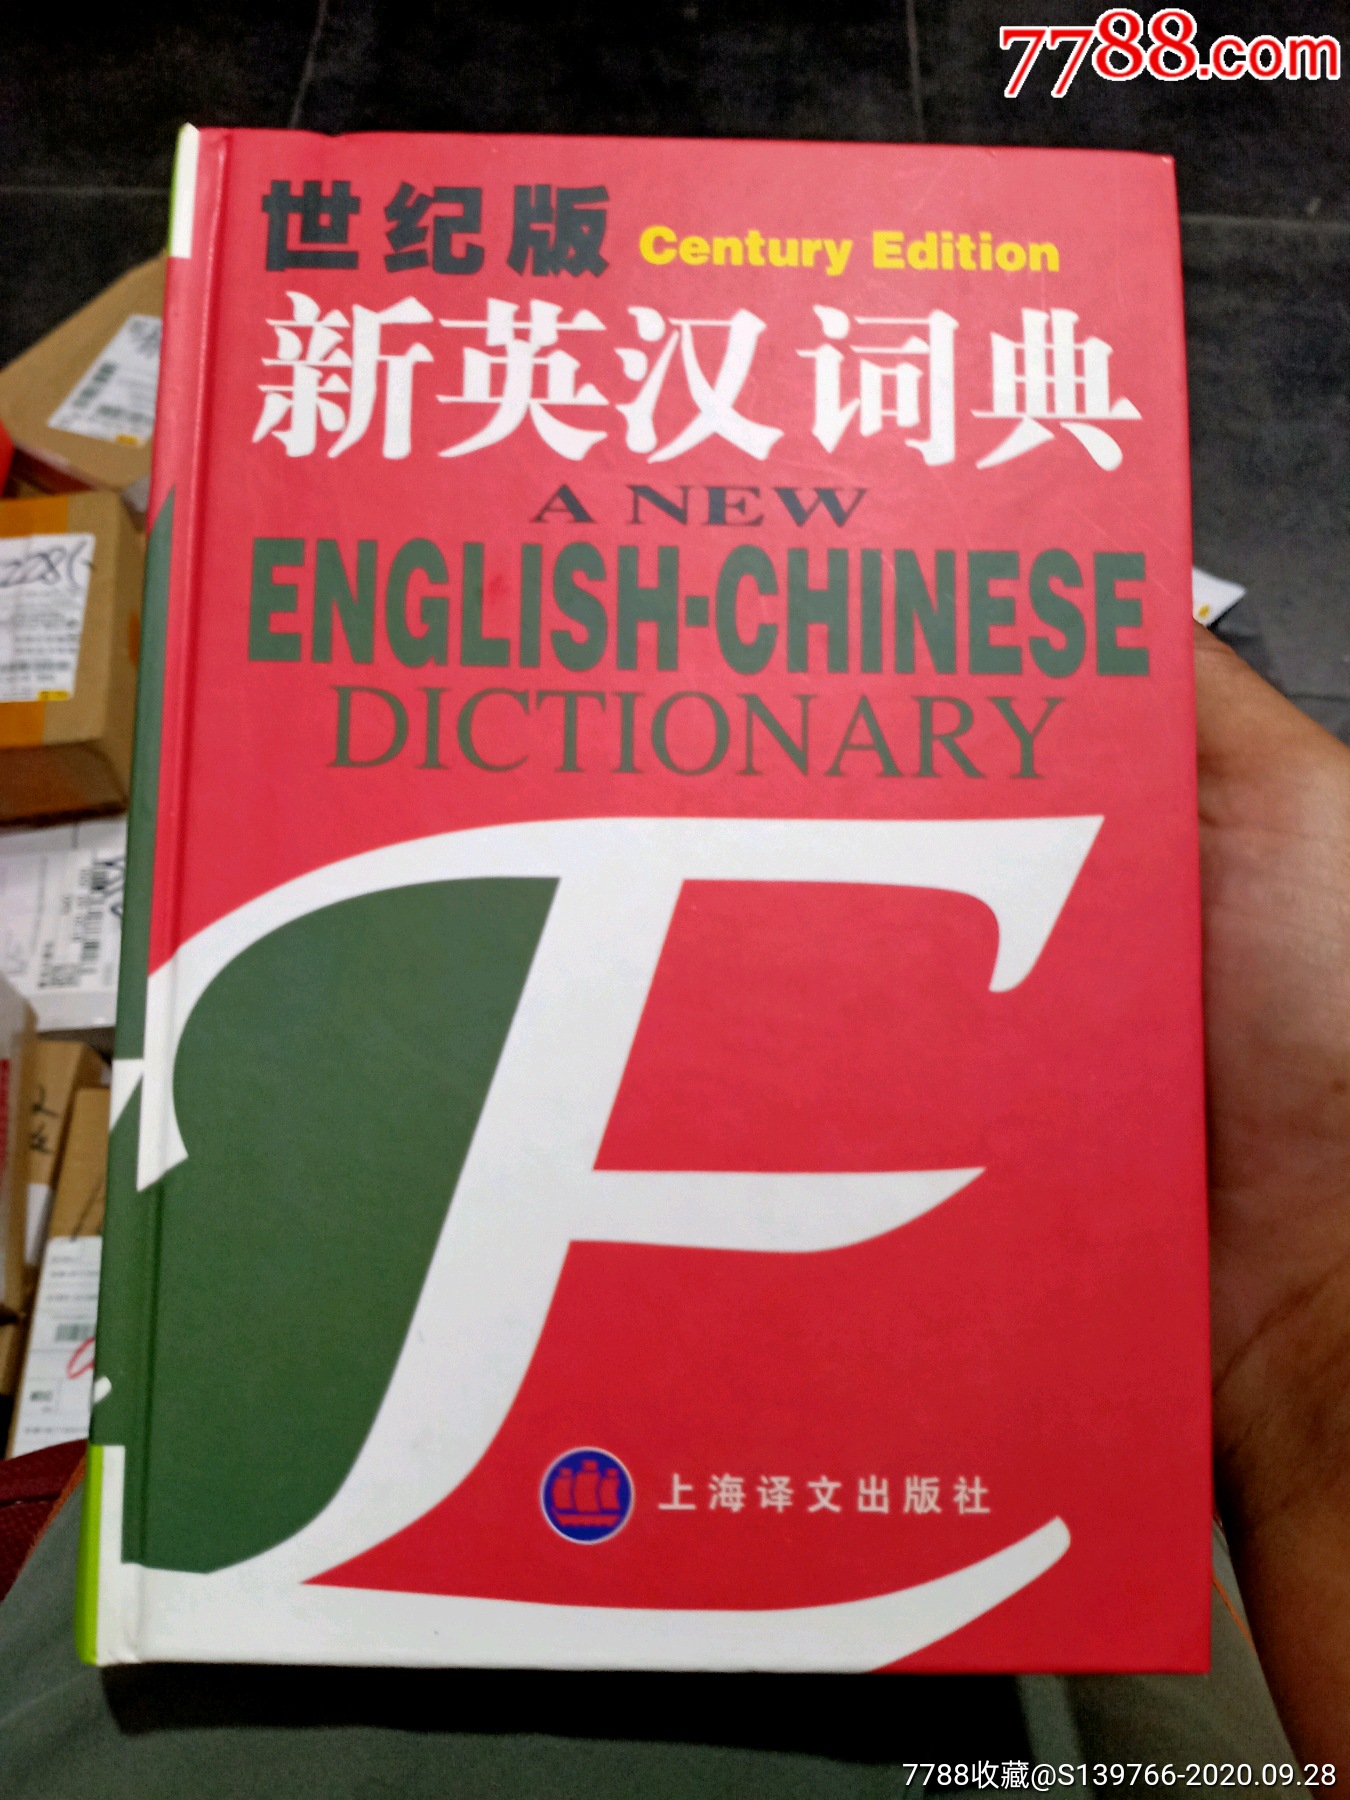 7788.com
世纪版 Century Edition
新英汉词典
A NEW
ENGLISH-CHINESE
DICTIONARY
E
上海译文出版社
7788收藏@S139766-2020.09.28